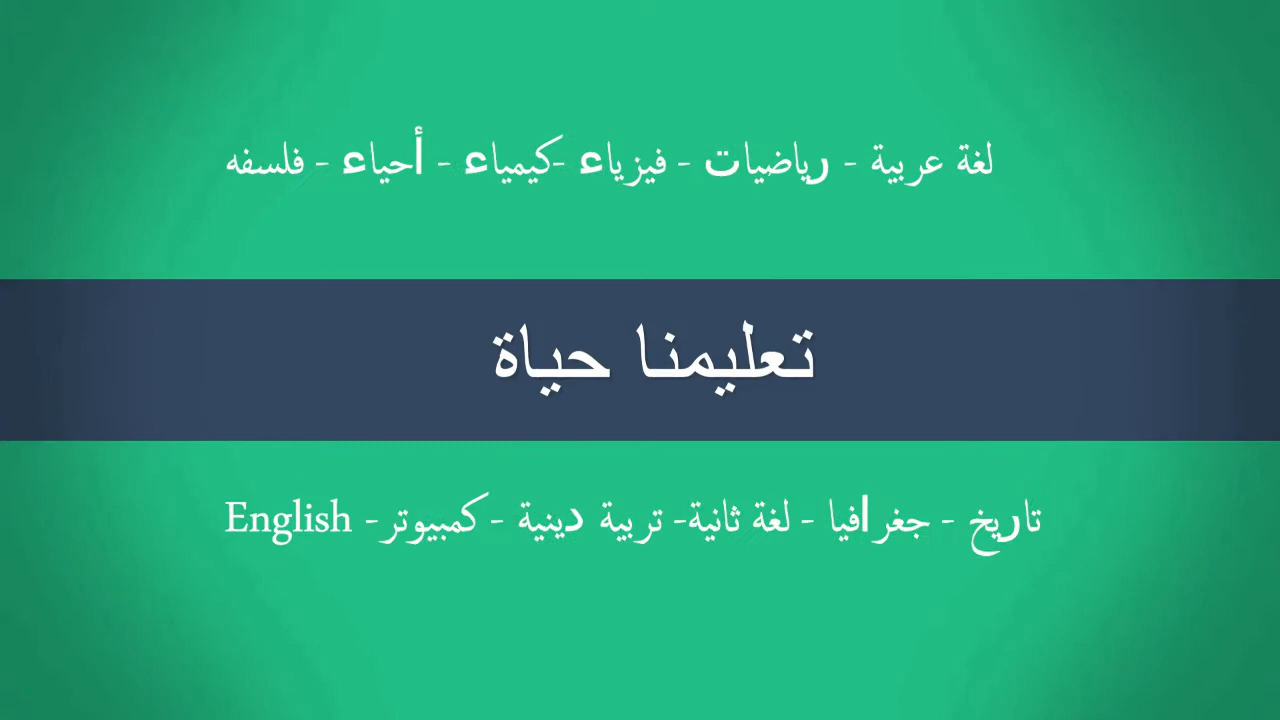 لغة عربية - رياضيات - فيزياء -كيمياء - أحياء - فلسفه
تعليمنا حياة
تاريخ - جغرافيا - لغة ثانية- تربية دينية -كمبيوتر- English